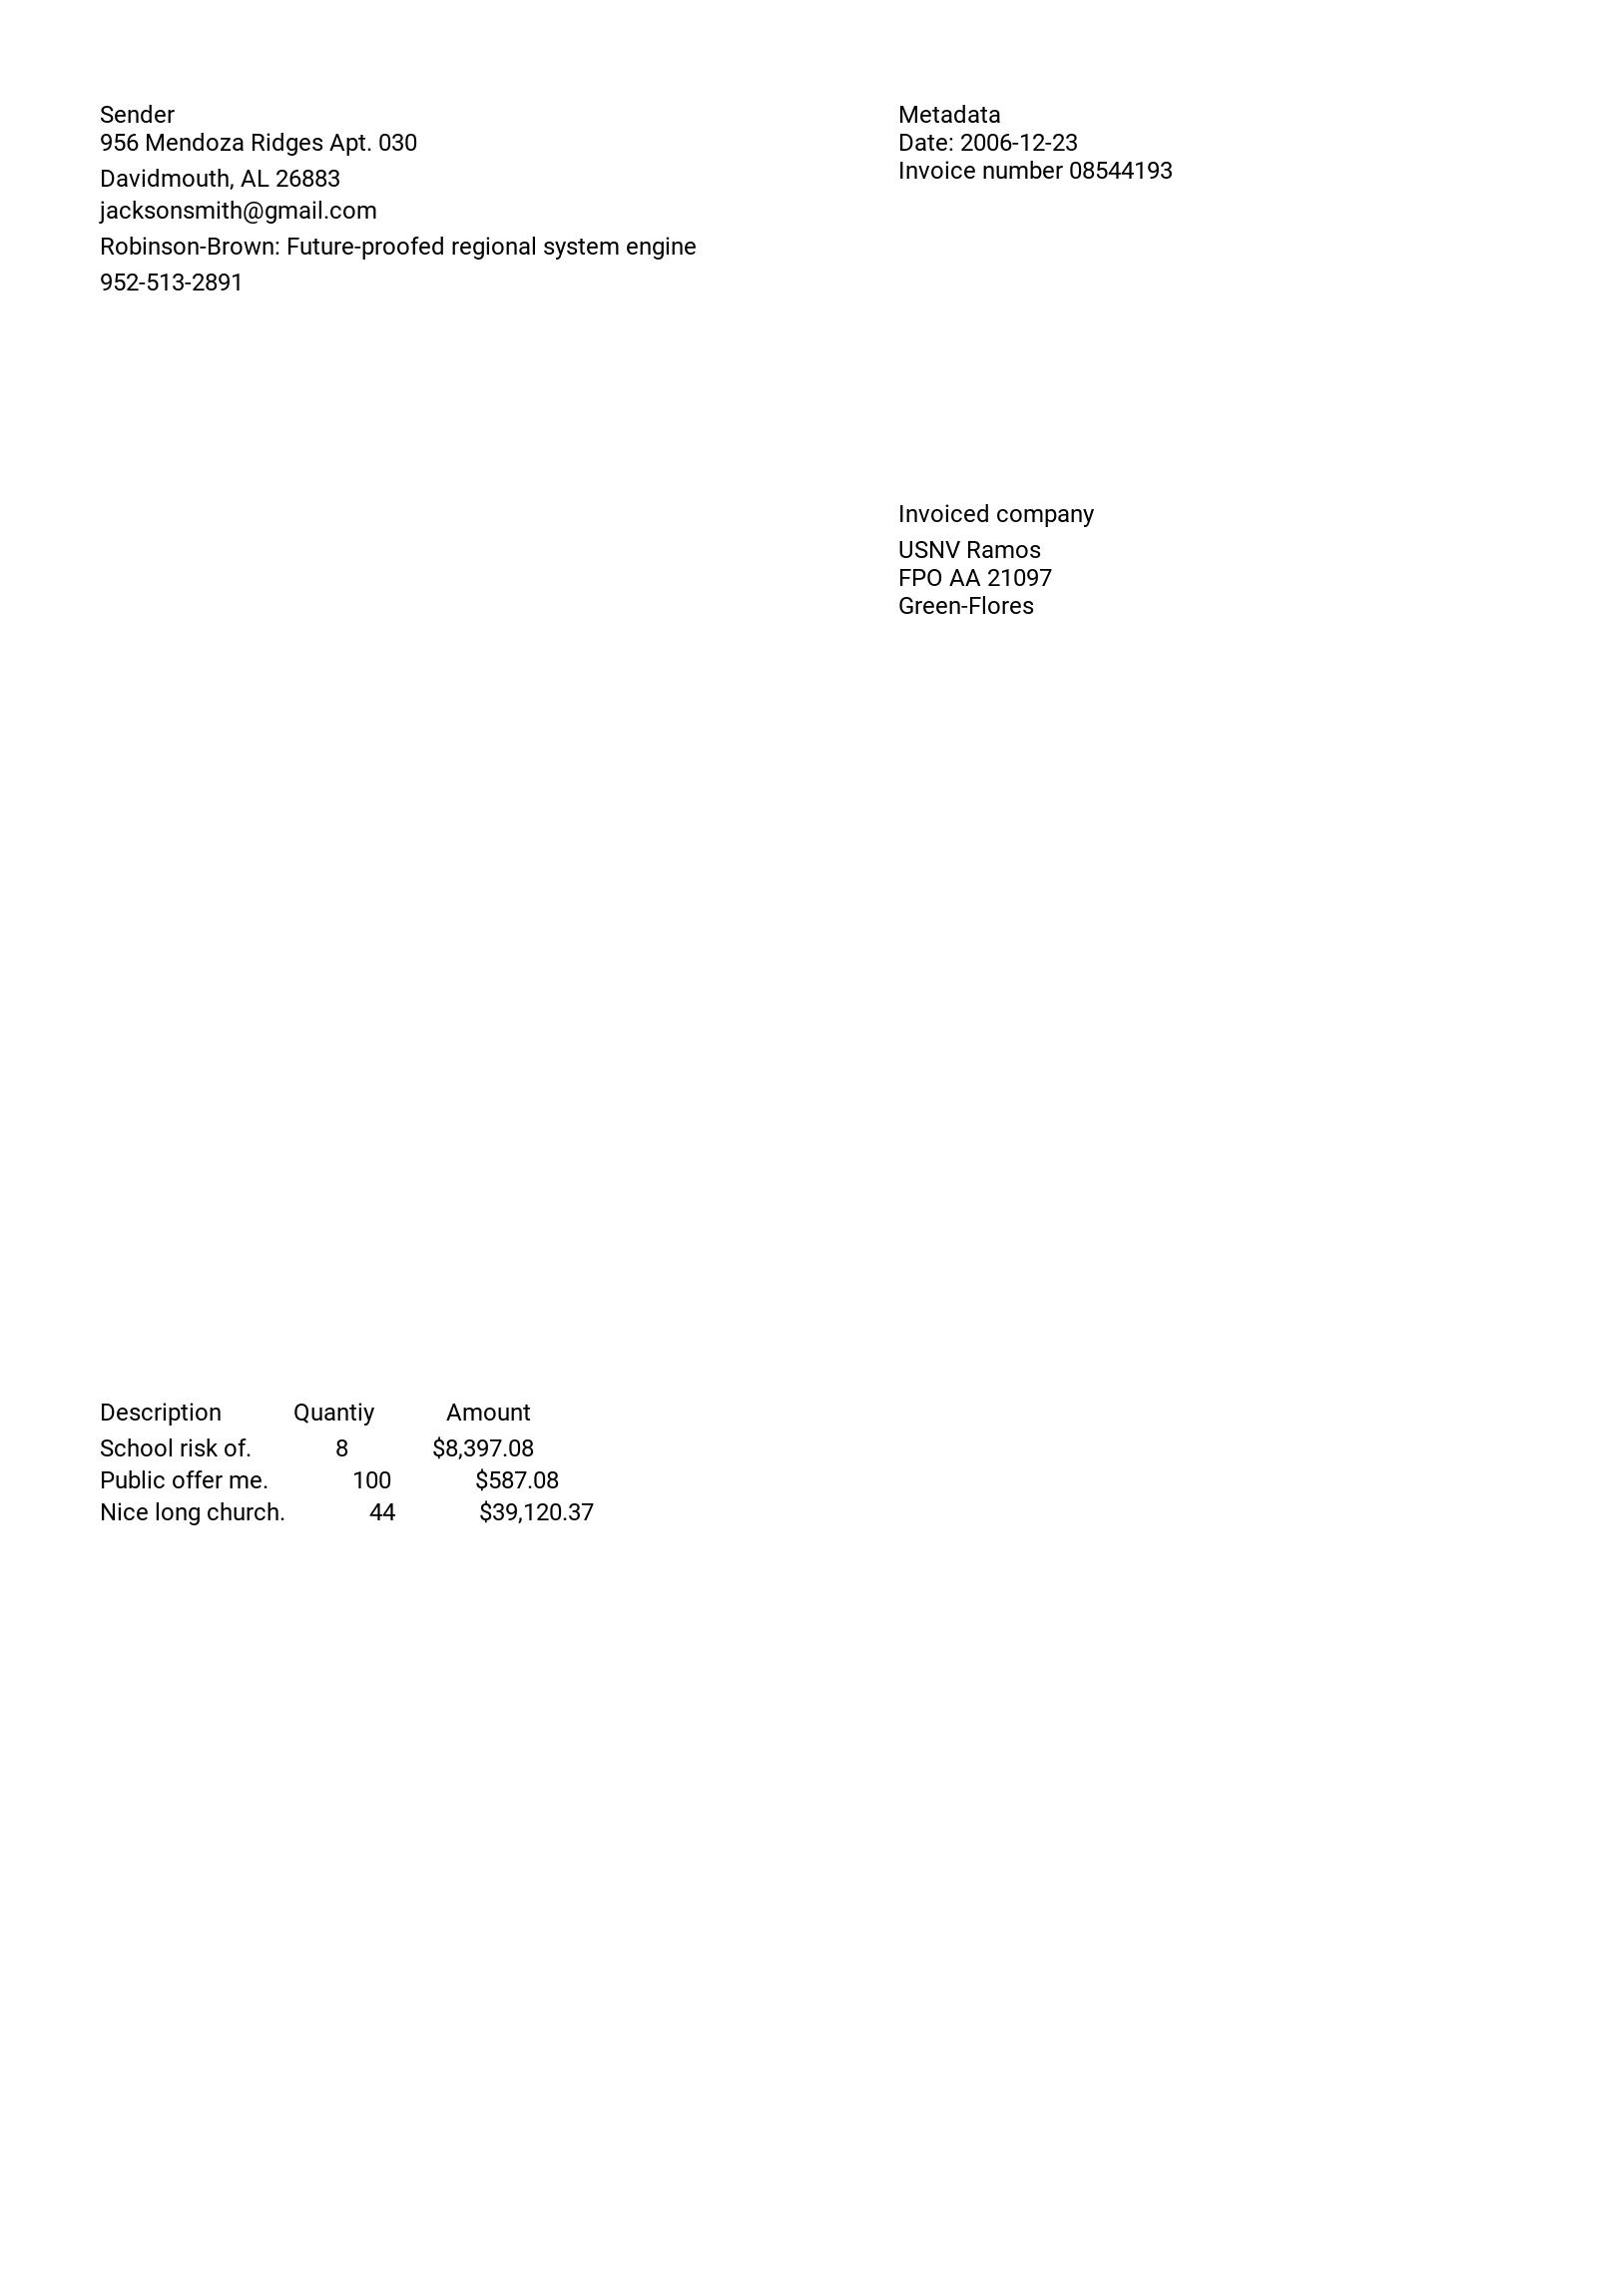 Sender
956 Mendoza Ridges Apt. 030
Davidmouth, AL 26883
jacksonsmith@gmail.com
Robinson-Brown: Future-proofed regional system engine
952-513-2891
Metadata
Date: 2006-12-23
Invoice number 08544193
Invoiced company
USNV Ramos
FPO AA 21097
Green-Flores
Description Quantiy Amount
School risk of. 8 $8,397.08
Public offer me. 100 $587.08
Nice long church. 44 $39,120.37